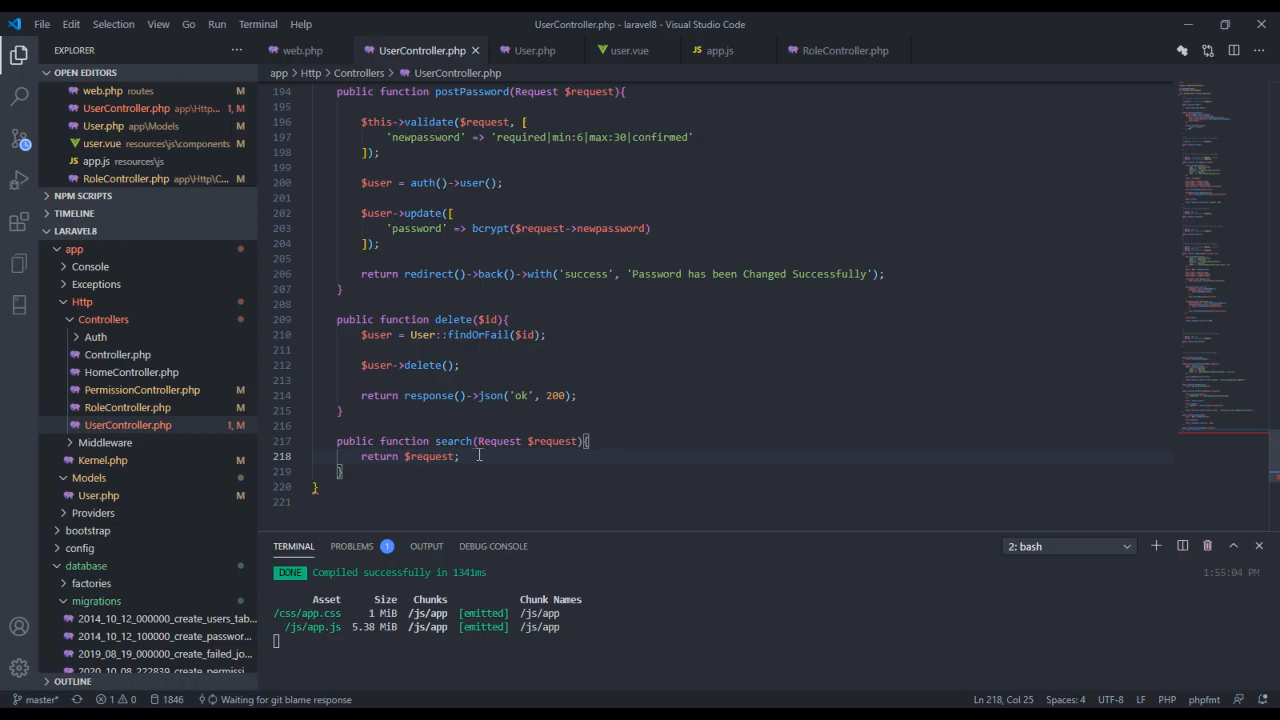 File Edit Selection View Go Run Terminal Help
UserController.php - laravel8 - Visual Studio Code
EXPLORER
OPEN EDITORS
web.php routes M
UserController.php app\Http... 1, M
User.php app\Models M
user.vue resources\js\components M
app.js resources\js
RoleController.php app\Http\C... M
NPM SCRIPTS
TIMELINE
LARAVEL8
app
Console
Exceptions
Http
Controllers
Auth
Controller.php
HomeController.php
PermissionController.php M
RoleController.php M
UserController.php 1, M
Middleware
Kernel.php M
Models
User.php M
Providers
bootstrap
config
database
factories
migrations
2014_10_12_000000_create_users_tab...
2014_10_12_100000_create_passwor...
2019_08_19_000000_create_failed_jo...
2020_10_08_222839_create_permissi...
OUTLINE
web.php UserController.php User.php user.vue app.js RoleController.php
app > Http > Controllers > UserController.php
194 public function postPassword(Request $request){
195
196 $this->validate($request, [
197 'newpassword' => 'required|min:6|max:30|confirmed'
198 ]);
199
200 $user = auth()->user();
201
202 $user->update([
203 'password' => bcrypt($request->newpassword)
204 ]);
205
206 return redirect()->back()->with('success', 'Password has been Changed Successfully');
207 }
208
209 public function delete($id){
210 $user = User::findOrFail($id);
211
212 $user->delete();
213
214 return response()->json('ok', 200);
215 }
216
217 public function search(Request $request){
218 return $request;
219 }
220 }
221
TERMINAL PROBLEMS 1 OUTPUT DEBUG CONSOLE 2: bash
DONE Compiled successfully in 1341ms 1:55:04 PM
Asset Size Chunks Chunk Names
/css/app.css 1 MiB /js/app [emitted] /js/app
/js/app.js 5.38 MiB /js/app [emitted] /js/app
master* 1 0 1846 Waiting for git blame response Ln 218, Col 25 Spaces: 4 UTF-8 LF PHP phpfmt